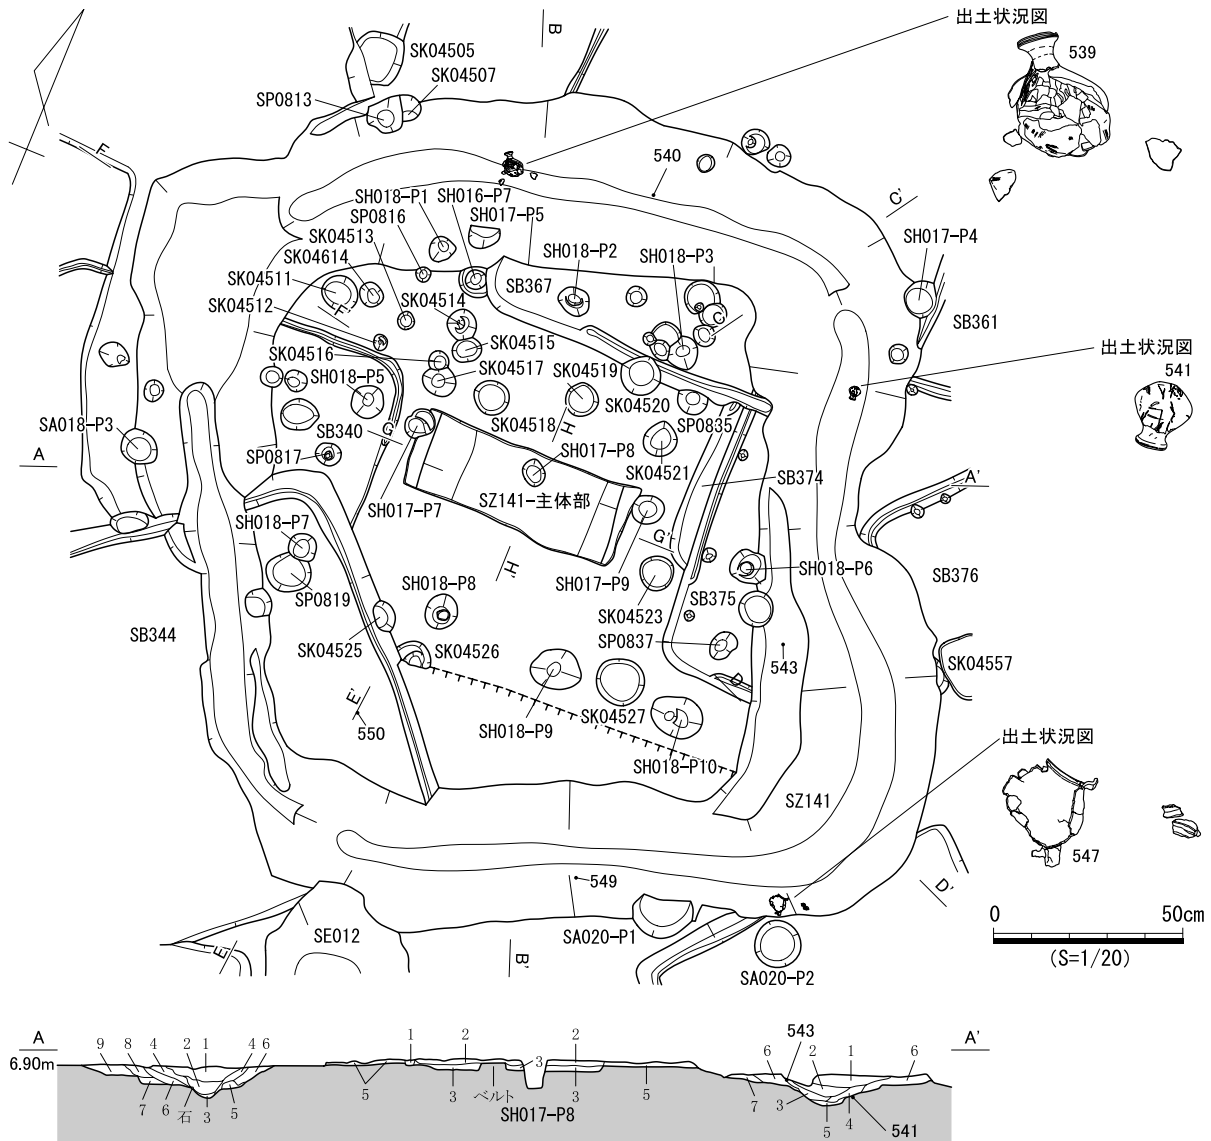 出土状況図
B
SK04505
539
SK04507
SP0813
F
540
C'
SH018-P1
SH016-P7
SH017-P5
SP0816
SH017-P4
SK04513
SH018-P2
SH018-P3
SK04614
SK04511
SB367
SK04514
SK04512
F'
C
SB361
SK04515
出土状況図
SK04516
SK04517
SK04519
541
SH018-P5
SK04520
SK04518
SA018-P3
SB340
G
H
SP0835
SH017-P8
SK04521
SP0817
A
SB374
A'
SZ141-主体部
SH017-P7
SH018-P7
G'
H'
SH017-P9
SH018-P6
SH018-P8
SB376
SP0819
SK04523
SB375
SB344
SP0837
SK04525
SK04526
543
SK04557
E'
550
SK04527
SH018-P9
出土状況図
SH018-P10
SZ141
547
549
D'
SE012
SA020-P1
0 50cm
E
B'
(S=1/20)
SA020-P2
A
A'
6.90m
9 8 4 2 1 4 6
1 2 3 2
6 543 2 1 6
7 6 石 3 5
5 3 ベルト 3 5
7 3 5 4 541
SH017-P8